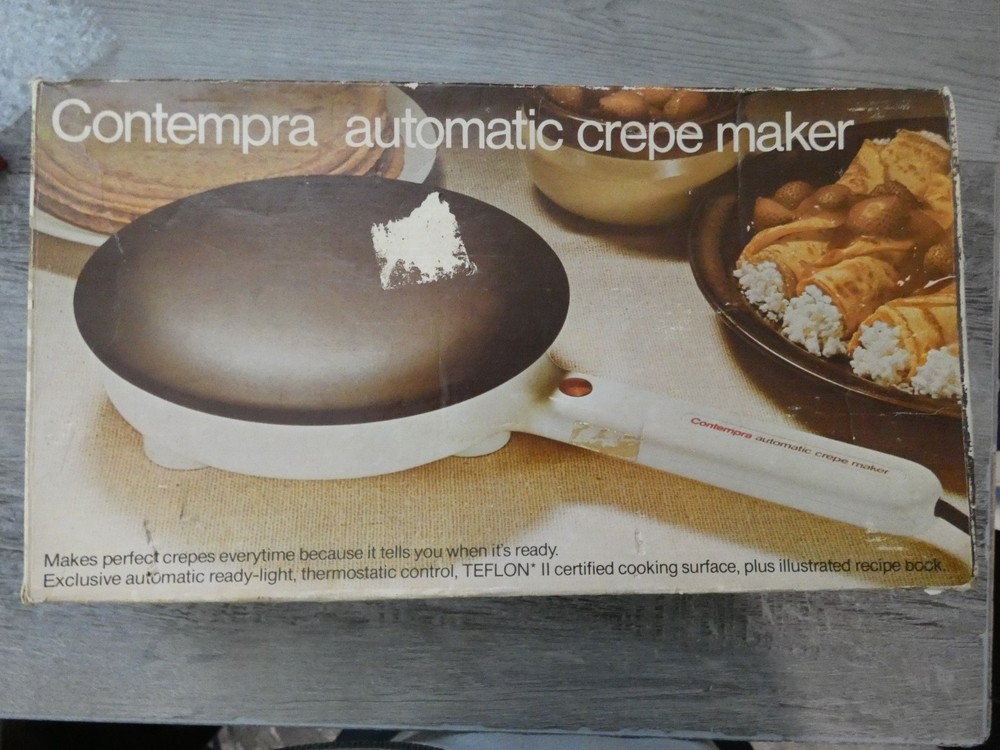 Contempra automatic crepe maker
Contempra automatic crepe maker
Makes perfect crepes everytime because it tells you when it's ready.
Exclusive automatic ready-light, thermostatic control, TEFLON* II certified cooking surface, plus illustrated recipe book.